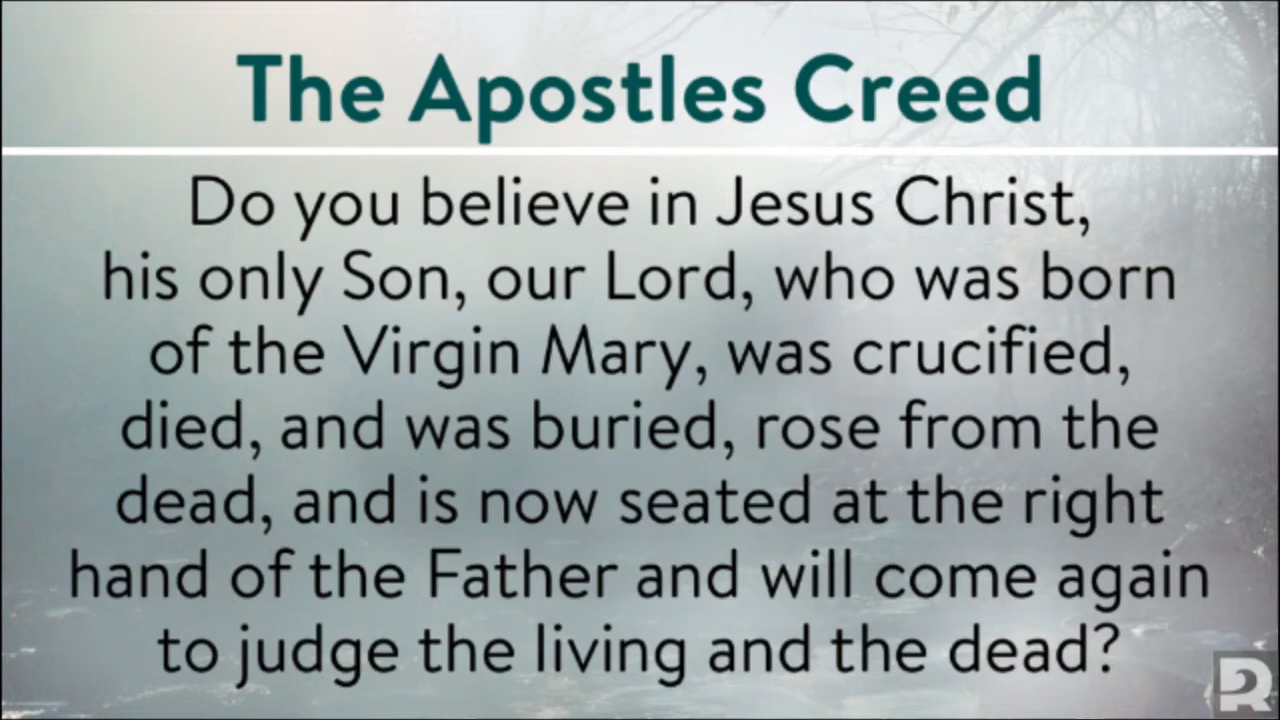 The Apostles Creed
Do you believe in Jesus Christ,
his only Son, our Lord, who was born
of the Virgin Mary, was crucified,
died, and was buried, rose from the
dead, and is now seated at the right
hand of the Father and will come again
to judge the living and the dead?